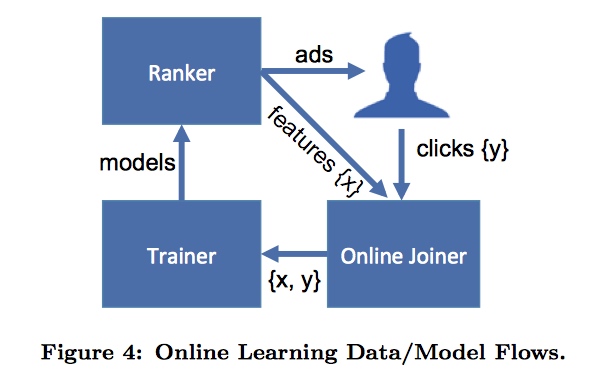 ads
Ranker
features {x}
clicks {y}
models
Trainer
Online Joiner
{x, y}
Figure 4: Online Learning Data/Model Flows.